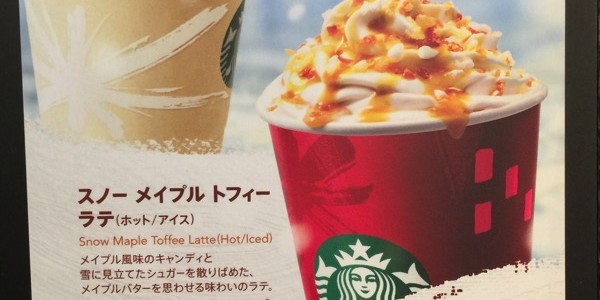 スノー メイプル トフィー
ラテ(ホット/アイス)
Snow Maple Toffee Latte(Hot/Iced)
メイプル風味のキャンディと
雪に見立てたシュガーを散りばめた、
メイプルバターを思わせる味わいのラテ。